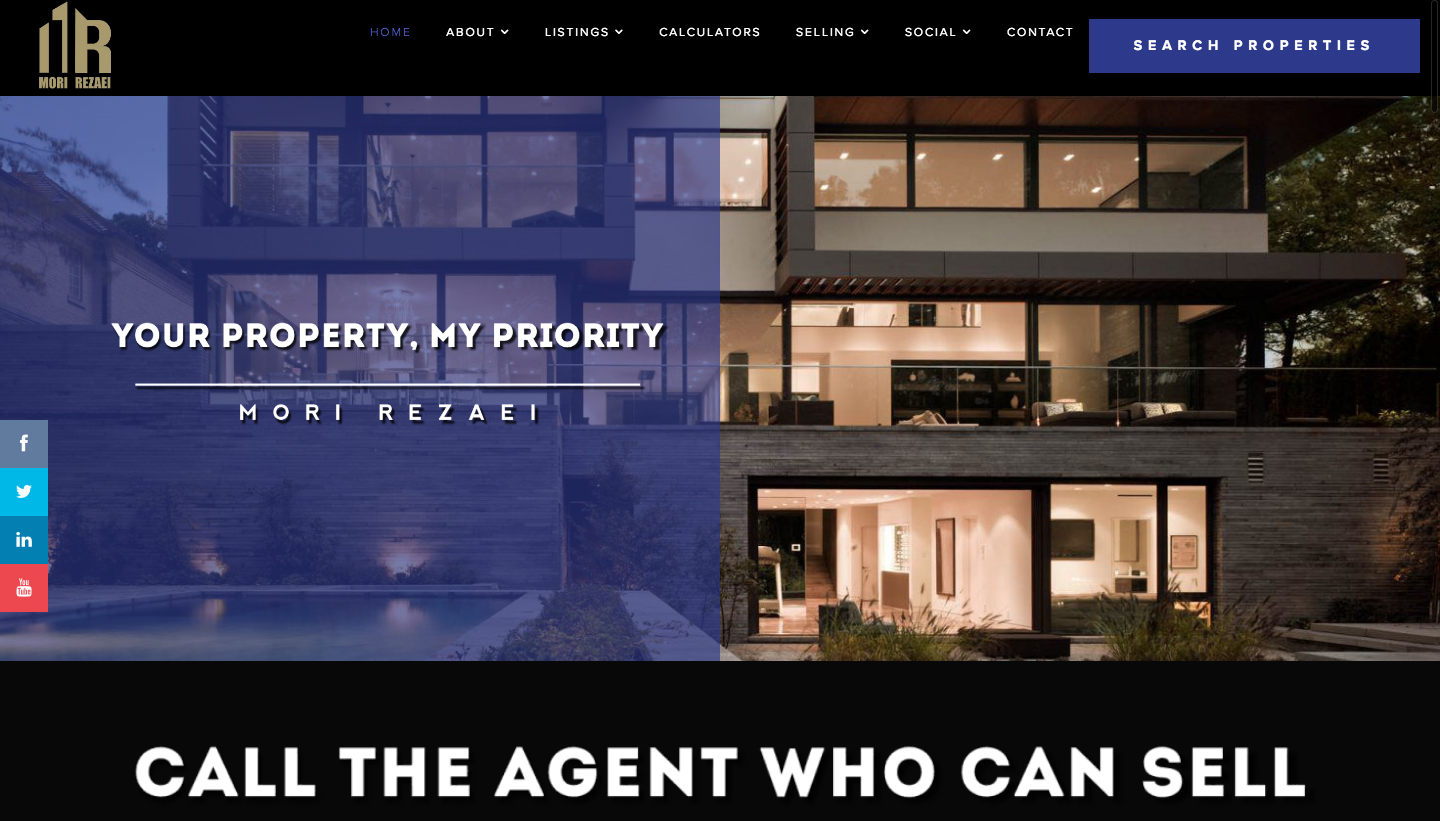 MORI REZAEI
HOME
ABOUT
LISTINGS
CALCULATORS
SELLING
SOCIAL
CONTACT
SEARCH PROPERTIES
YOUR PROPERTY, MY PRIORITY
MORI REZAEI
f
in
You
Tube
CALL THE AGENT WHO CAN SELL